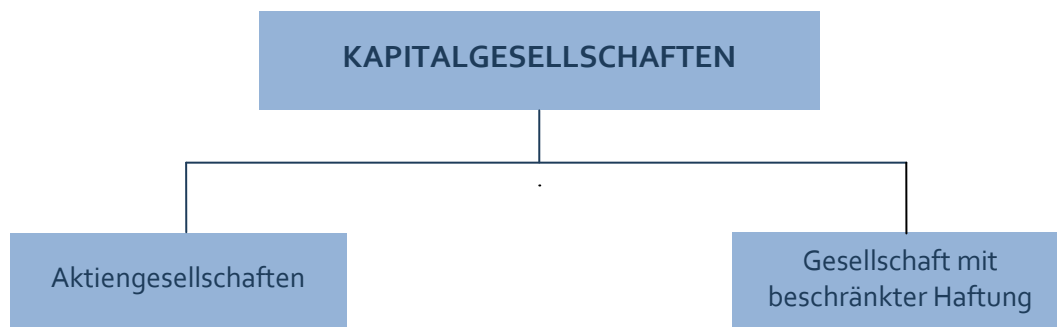 KAPITALGESELLSCHAFTEN
.
Aktiengesellschaften
Gesellschaft mit
beschränkter Haftung